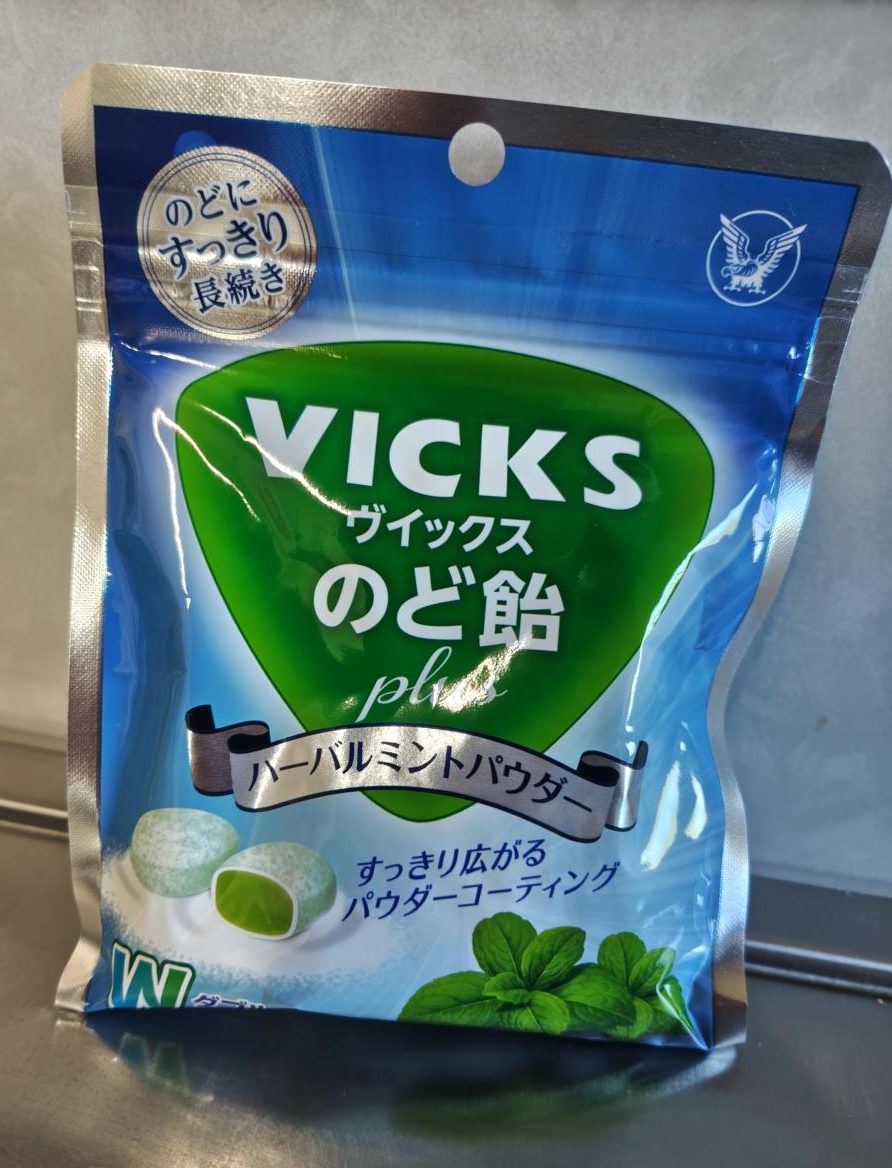 のどに
すっきり
長続き
VICKS
ヴイックス
のど飴
plus
ハーバルミントパウダー
すっきり広がる
パウダーコーティング
W